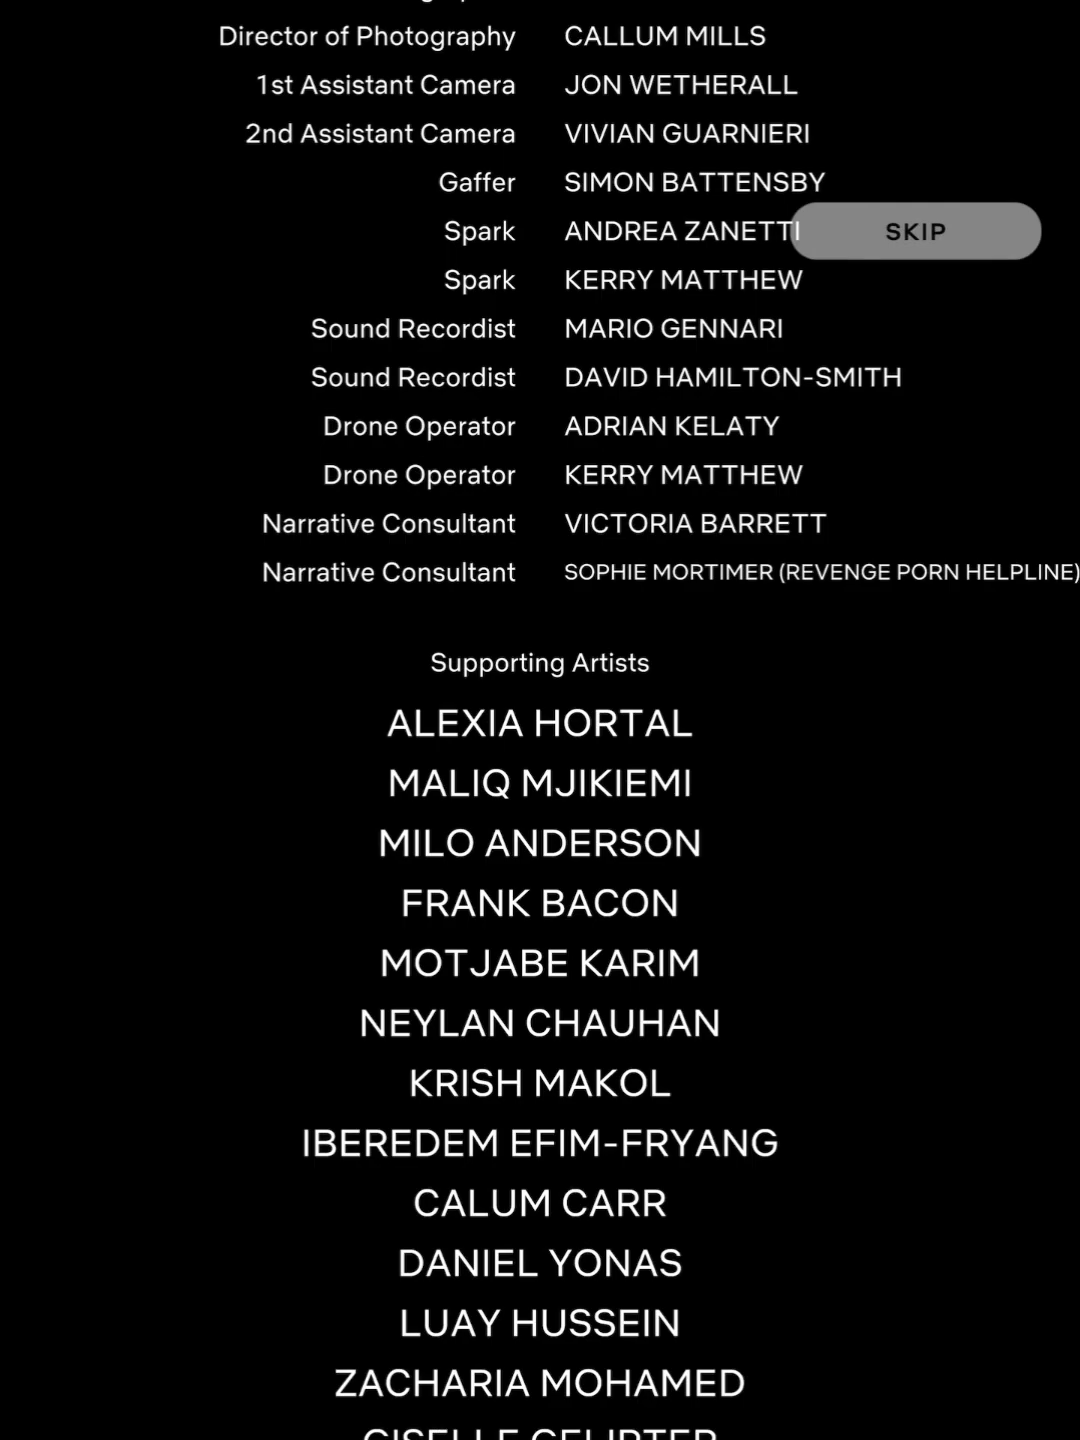 Director of Photography CALLUM MILLS
1st Assistant Camera JON WETHERALL
2nd Assistant Camera VIVIAN GUARNIERI
Gaffer SIMON BATTENSBY
Spark ANDREA ZANETTI
SKIP
Spark KERRY MATTHEW
Sound Recordist MARIO GENNARI
Sound Recordist DAVID HAMILTON-SMITH
Drone Operator ADRIAN KELATY
Drone Operator KERRY MATTHEW
Narrative Consultant VICTORIA BARRETT
Narrative Consultant SOPHIE MORTIMER (REVENGE PORN HELPLINE)
Supporting Artists
ALEXIA HORTAL
MALIQ MJIKIEMI
MILO ANDERSON
FRANK BACON
MOTJABE KARIM
NEYLAN CHAUHAN
KRISH MAKOL
IBEREDEM EFIM-FRYANG
CALUM CARR
DANIEL YONAS
LUAY HUSSEIN
ZACHARIA MOHAMED